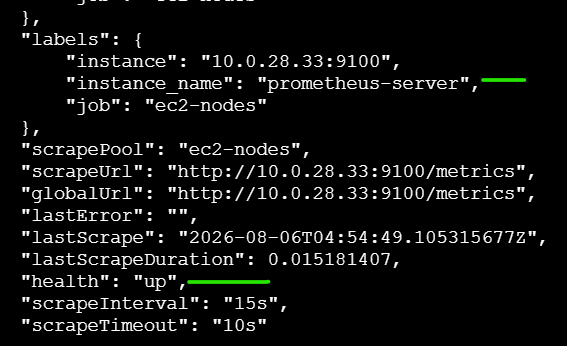 },
"labels": {
"instance": "10.0.28.33:9100",
"instance_name": "prometheus-server",
"job": "ec2-nodes"
},
"scrapePool": "ec2-nodes",
"scrapeUrl": "http://10.0.28.33:9100/metrics",
"globalUrl": "http://10.0.28.33:9100/metrics",
"lastError": "",
"lastScrape": "2026-08-06T04:54:49.105315677Z",
"lastScrapeDuration": 0.015181407,
"health": "up",
"scrapeInterval": "15s",
"scrapeTimeout": "10s"